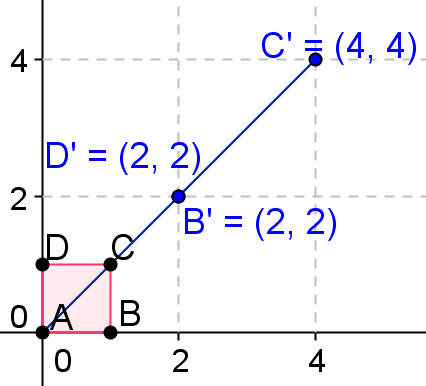 4
C' = (4, 4)
D' = (2, 2)
2
B' = (2, 2)
D
C
0
A
B
0
2
4